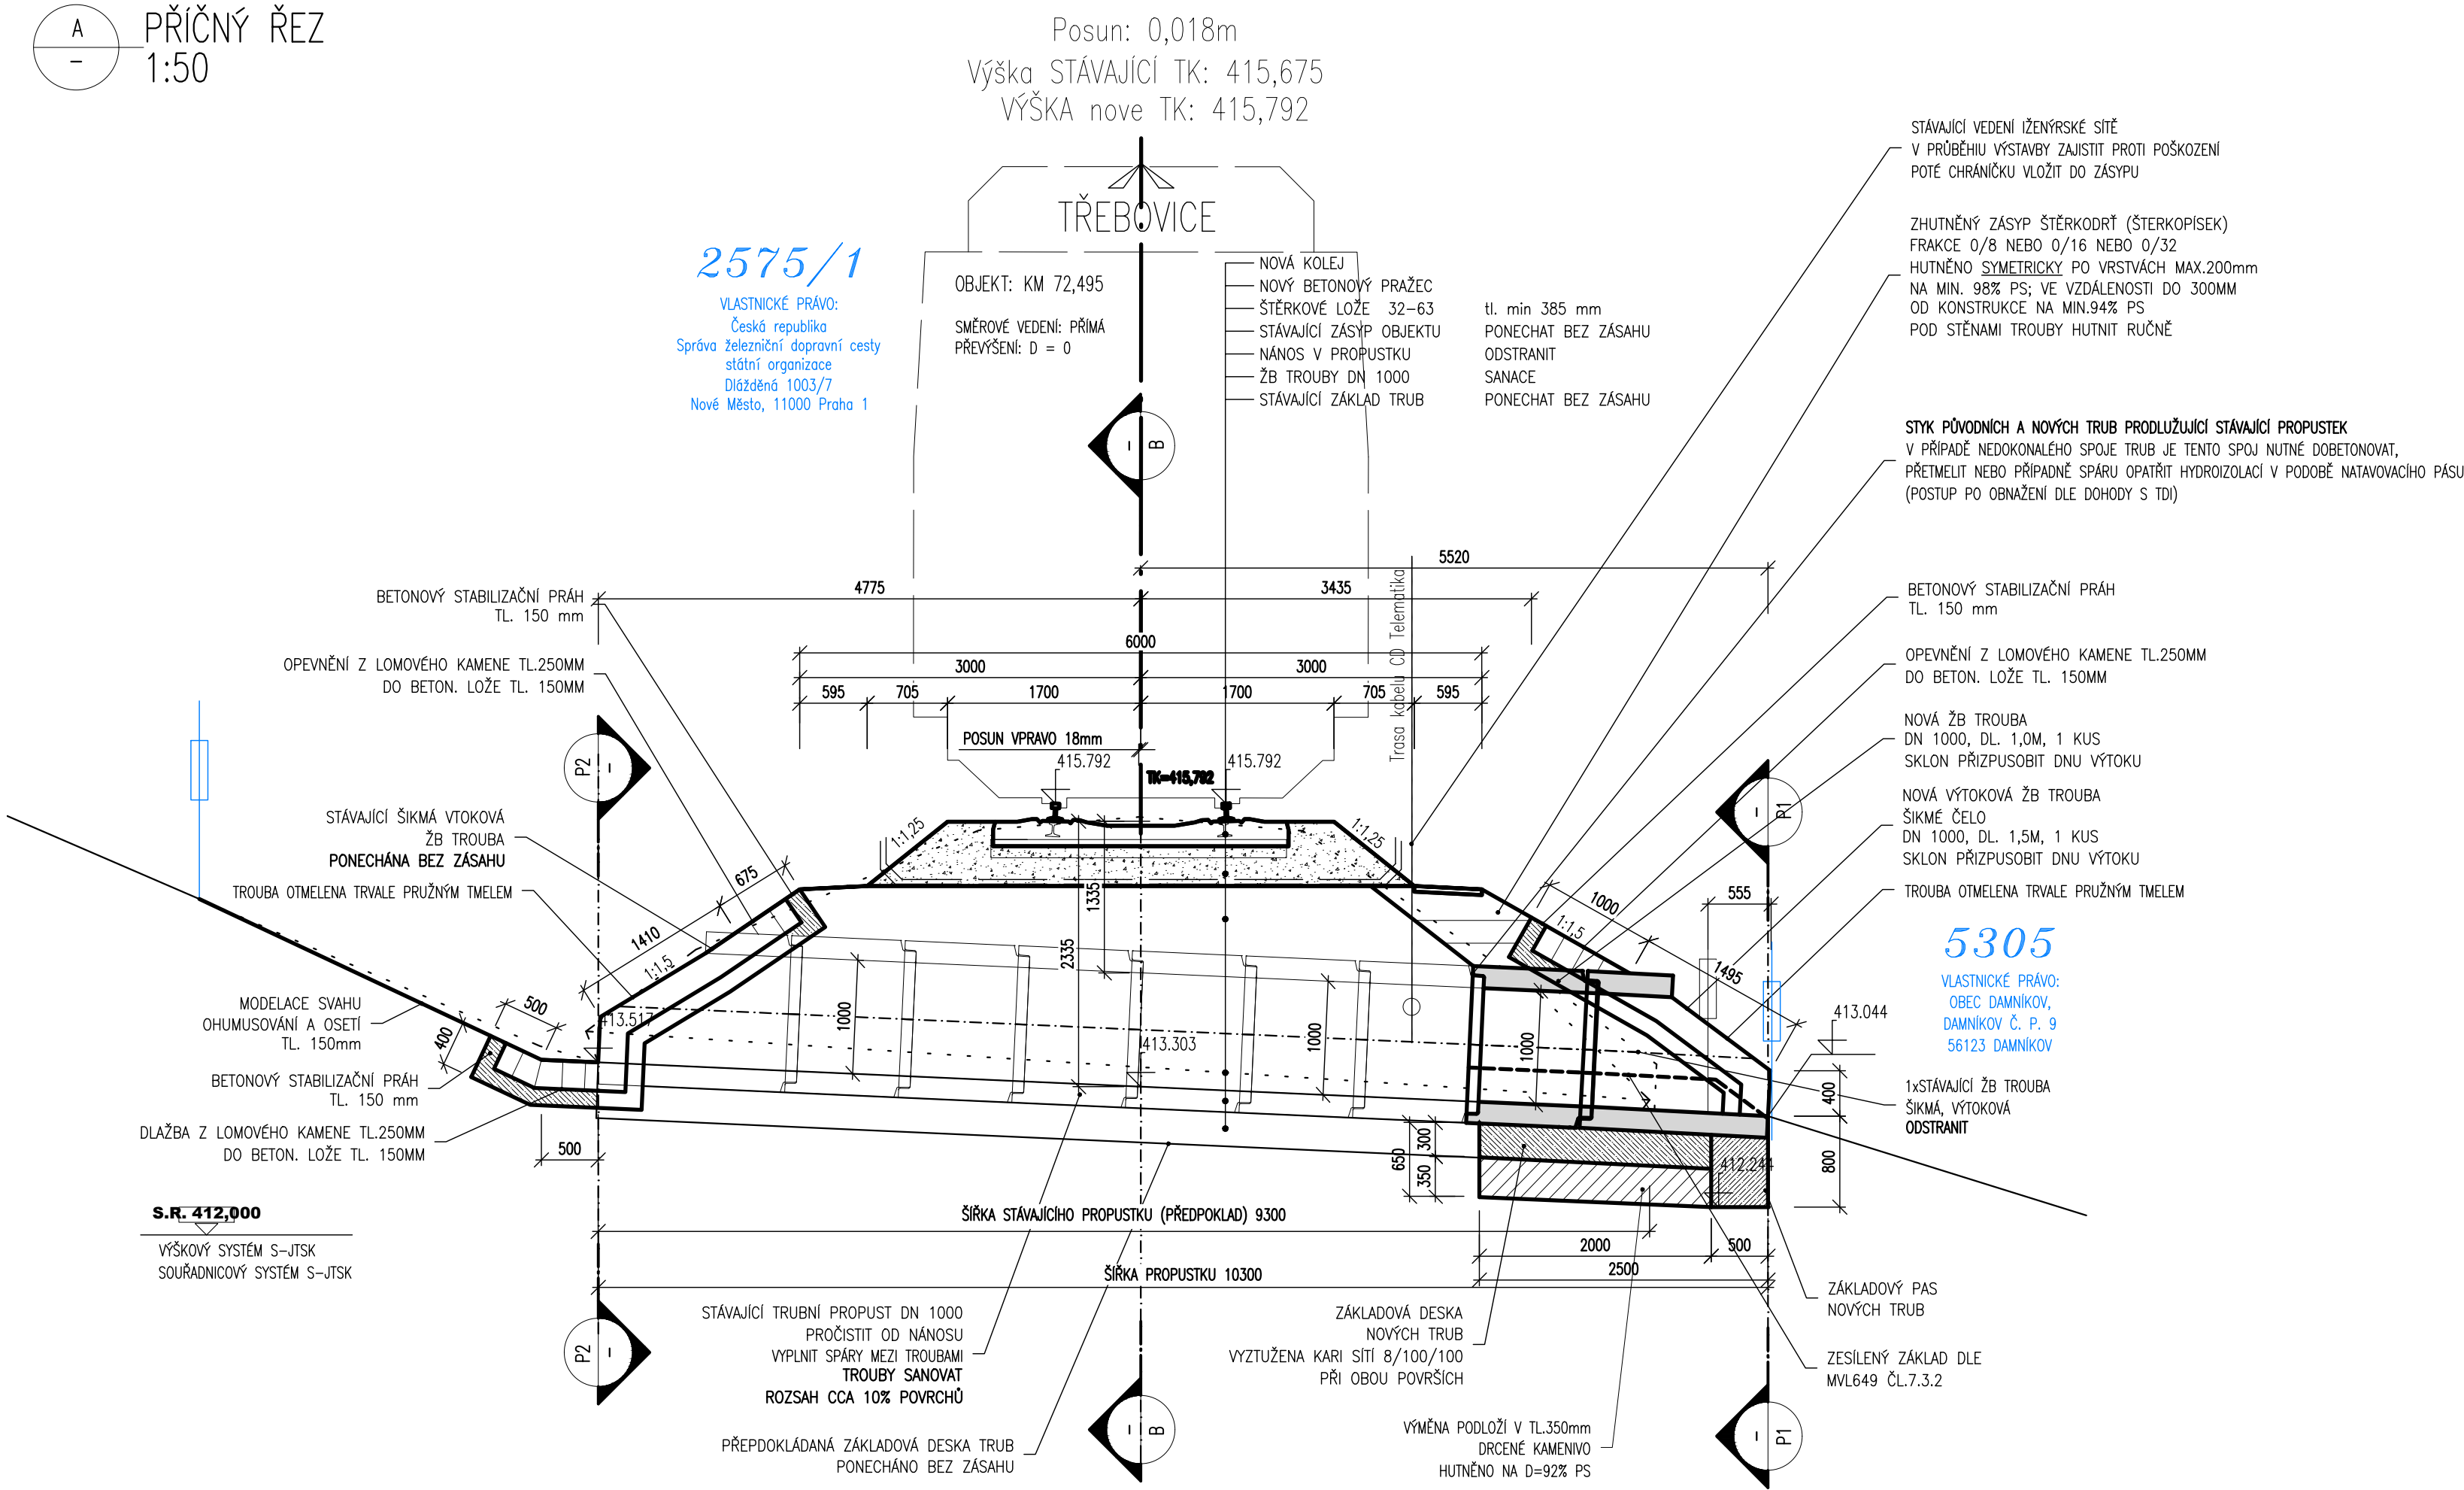 A
–
PŘÍČNÝ ŘEZ
1:50
Posun: 0,018m
Výška STÁVAJÍCÍ TK: 415,675
VÝŠKA nove TK: 415,792
TŘEBOVICE
2575/1
VLASTNICKÉ PRÁVO:
Česká republika
Správa železniční dopravní cesty
státní organizace
Dlážděná 1003/7
Nové Město, 11000 Praha 1
OBJEKT: KM 72,495
SMĚROVÉ VEDENÍ: PŘÍMÁ
PŘEVÝŠENÍ: D = 0
NOVÁ KOLEJ
NOVÝ BETONOVÝ PRAŽEC
ŠTĚRKOVÉ LOŽE 32-63 tl. min 385 mm
STÁVAJÍCÍ ZÁSYP OBJEKTU PONECHAT BEZ ZÁSAHU
NÁNOS V PROPUSTKU ODSTRANIT
ŽB TROUBY DN 1000 SANACE
STÁVAJÍCÍ ZÁKLAD TRUB PONECHAT BEZ ZÁSAHU
STÁVAJÍCÍ VEDENÍ IŽENÝRSKÉ SÍTĚ
V PRŮBĚHIU VÝSTAVBY ZAJISTIT PROTI POŠKOZENÍ
POTÉ CHRÁNIČKU VLOŽIT DO ZÁSYPU
ZHUTNĚNÝ ZÁSYP ŠTĚRKODRŤ (ŠTERKOPÍSEK)
FRAKCE 0/8 NEBO 0/16 NEBO 0/32
HUTNĚNO SYMETRICKY PO VRSTVÁCH MAX.200mm
NA MIN. 98% PS; VE VZDÁLENOSTI DO 300MM
OD KONSTRUKCE NA MIN.94% PS
POD STĚNAMI TROUBY HUTNIT RUČNĚ
STYK PŮVODNÍCH A NOVÝCH TRUB PRODLUŽUJÍCÍ STÁVAJÍCÍ PROPUSTEK
V PŘÍPADĚ NEDOKONALÉHO SPOJE TRUB JE TENTO SPOJ NUTNÉ DOBETONOVAT,
PŘETMELIT NEBO PŘÍPADNĚ SPÁRU OPATŘIT HYDROIZOLACÍ V PODOBĚ NATAVOVACÍHO PÁSU
(POSTUP PO OBNAŽENÍ DLE DOHODY S TDI)
– B
5520
4775
3435
6000
3000 3000
595 705 1700 1700 705 595
Trasa kabelu CD Telematika
POSUN VPRAVO 18mm
415.792
TK=415,792
415.792
BETONOVÝ STABILIZAČNÍ PRÁH
TL. 150 mm
OPEVNĚNÍ Z LOMOVÉHO KAMENE TL.250MM
DO BETON. LOŽE TL. 150MM
P2 –
STÁVAJÍCÍ ŠIKMÁ VTOKOVÁ
ŽB TROUBA
PONECHÁNA BEZ ZÁSAHU
TROUBA OTMELENA TRVALE PRUŽNÝM TMELEM
MODELACE SVAHU
OHUMUSOVÁNÍ A OSETÍ
TL. 150mm
BETONOVÝ STABILIZAČNÍ PRÁH
TL. 150 mm
DLAŽBA Z LOMOVÉHO KAMENE TL.250MM
DO BETON. LOŽE TL. 150MM
BETONOVÝ STABILIZAČNÍ PRÁH
TL. 150 mm
OPEVNĚNÍ Z LOMOVÉHO KAMENE TL.250MM
DO BETON. LOŽE TL. 150MM
NOVÁ ŽB TROUBA
DN 1000, DL. 1,0M, 1 KUS
SKLON PŘIZPUSOBIT DNU VÝTOKU
NOVÁ VÝTOKOVÁ ŽB TROUBA
ŠIKMÉ ČELO
DN 1000, DL. 1,5M, 1 KUS
SKLON PŘIZPUSOBIT DNU VÝTOKU
TROUBA OTMELENA TRVALE PRUŽNÝM TMELEM
– P1
5305
VLASTNICKÉ PRÁVO:
OBEC DAMNÍKOV,
DAMNÍKOV Č. P. 9
56123 DAMNÍKOV
1xSTÁVAJÍCÍ ŽB TROUBA
ŠIKMÁ, VÝTOKOVÁ
ODSTRANIT
1:1,25
1:1,25
675
1410
1:1,5
500
400
500
413.517
1000
2335
1335
413.303
1000
1000
1000
1:1,5
1495
555
413.044
400
800
412.244
650
300
350
2000 500
2500
ŠÍŘKA STÁVAJÍCÍHO PROPUSTKU (PŘEDPOKLAD) 9300
ŠÍŘKA PROPUSTKU 10300
S.R. 412,000
VÝŠKOVÝ SYSTÉM S-JTSK
SOUŘADNICOVÝ SYSTÉM S-JTSK
P2 –
STÁVAJÍCÍ TRUBNÍ PROPUST DN 1000
PROČISTIT OD NÁNOSU
VYPLNIT SPÁRY MEZI TROUBAMI
TROUBY SANOVAT
ROZSAH CCA 10% POVRCHŮ
PŘEPDOKLÁDANÁ ZÁKLADOVÁ DESKA TRUB
PONECHÁNO BEZ ZÁSAHU
– B
ZÁKLADOVÁ DESKA
NOVÝCH TRUB
VYZTUŽENA KARI SÍTÍ 8/100/100
PŘI OBOU POVRŠÍCH
VÝMĚNA PODLOŽÍ V TL.350mm
DRCENÉ KAMENIVO
HUTNĚNO NA D=92% PS
ZÁKLADOVÝ PAS
NOVÝCH TRUB
ZESÍLENÝ ZÁKLAD DLE
MVL649 ČL.7.3.2
– P1